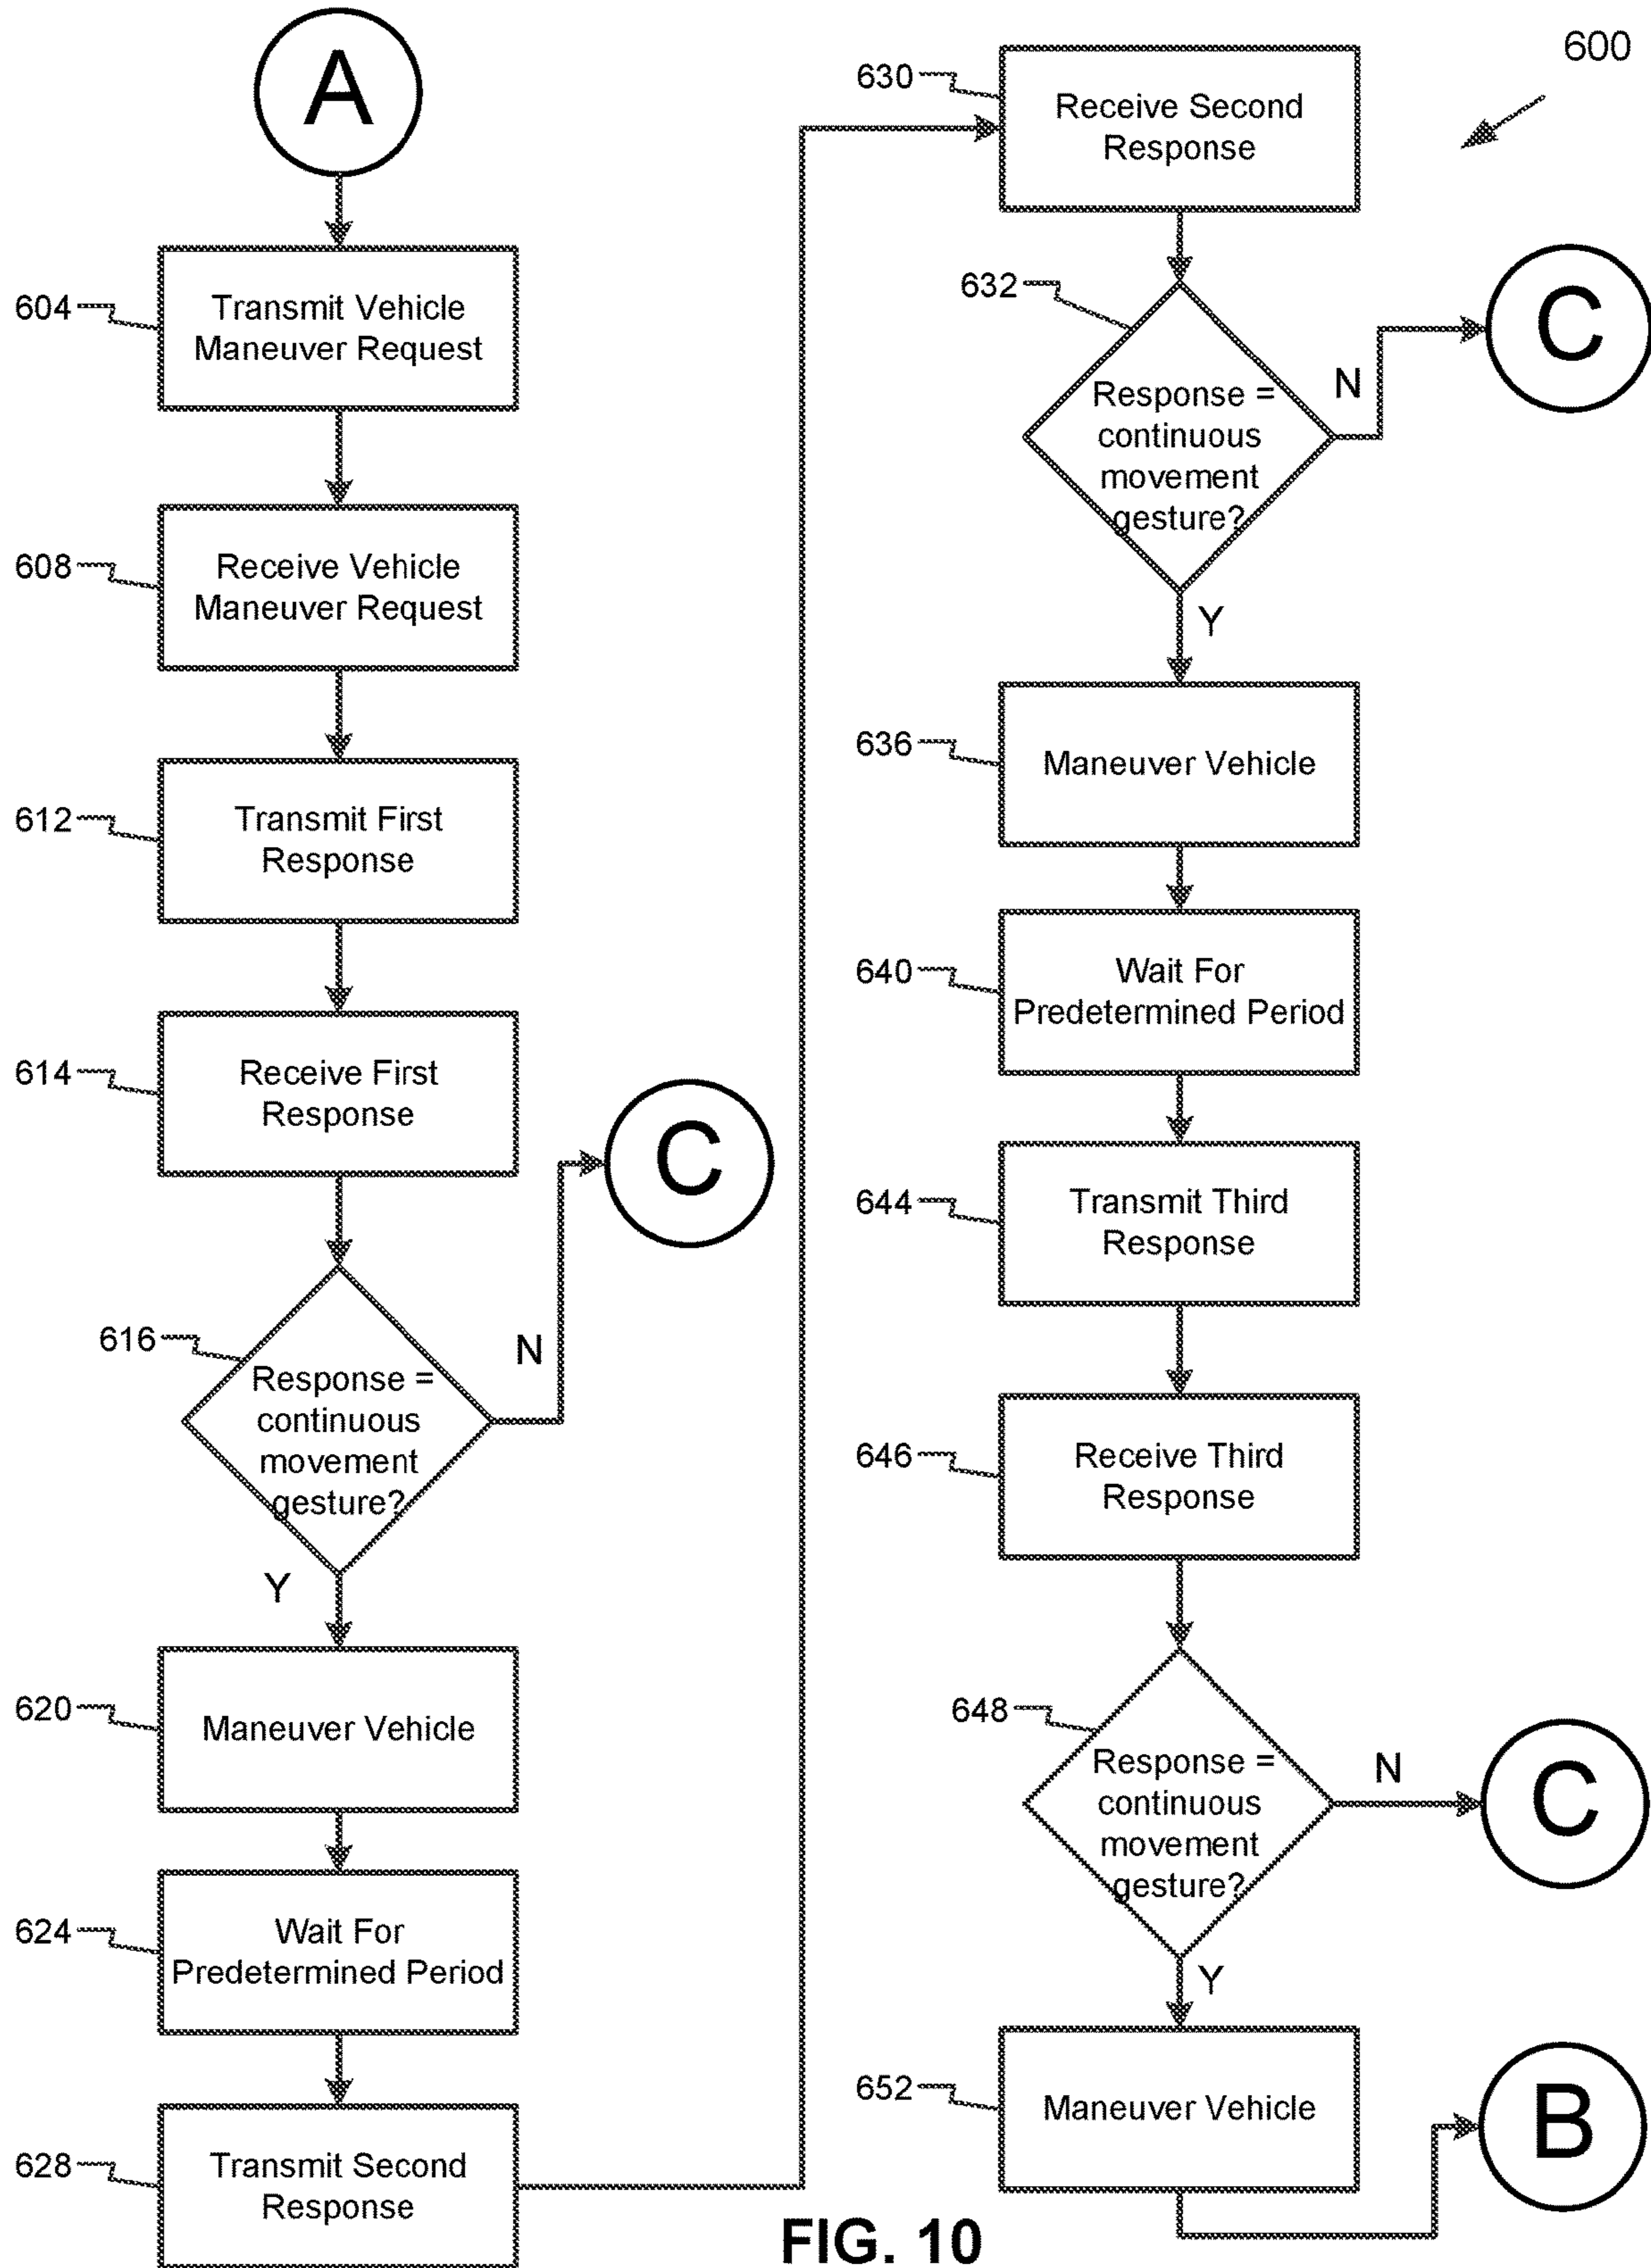 A
604
Transmit Vehicle
Maneuver Request
608
Receive Vehicle
Maneuver Request
612
Transmit First
Response
614
Receive First
Response
C
616
N
Response =
continuous
movement
gesture?
Y
620
Maneuver Vehicle
624
Wait For
Predetermined Period
628
Transmit Second
Response
600
630
Receive Second
Response
632
C
N
Response =
continuous
movement
gesture?
Y
636
Maneuver Vehicle
640
Wait For
Predetermined Period
644
Transmit Third
Response
646
Receive Third
Response
648
N
C
Response =
continuous
movement
gesture?
Y
652
Maneuver Vehicle
B
FIG. 10